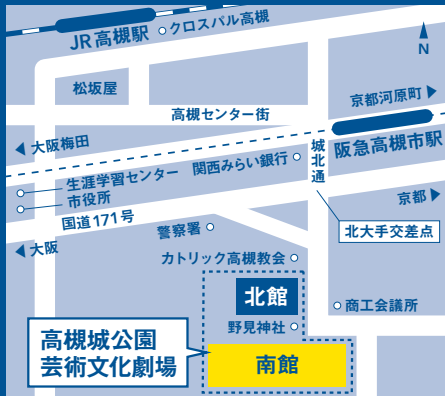 JR高槻駅
クロスパル高槻
N
松坂屋
高槻センター街
京都河原町
大阪梅田
阪急高槻市駅
城北通
関西みらい銀行
生涯学習センター
市役所
国道171号
京都
大阪
警察署
北大手交差点
カトリック高槻教会
北館
商工会議所
野見神社
高槻城公園
芸術文化劇場
南館